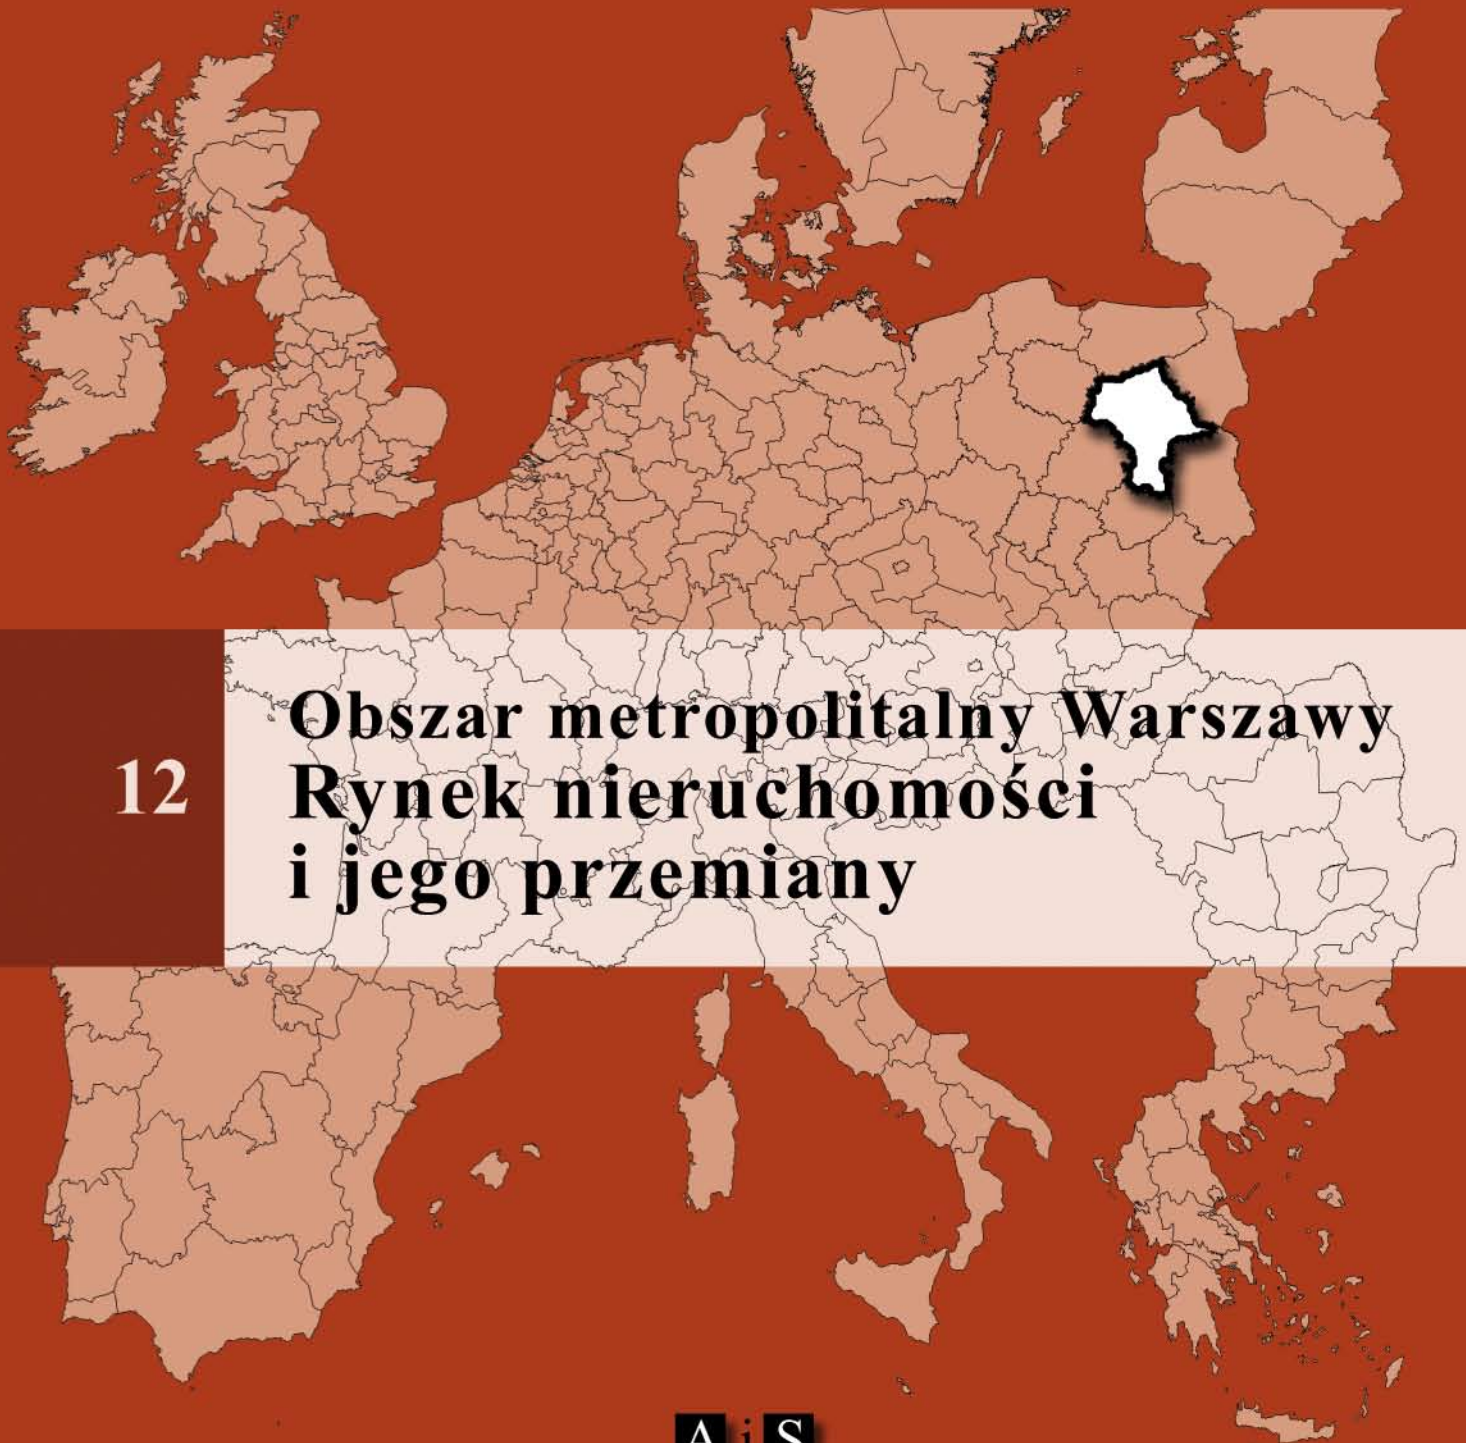 12
Obszar metropolitalny Warszawy
Rynek nieruchomości
i jego przemiany
A i S